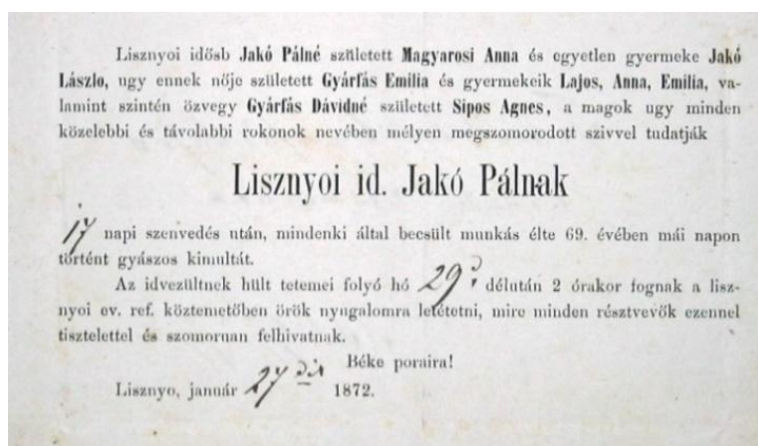 Lisznyoi idősb Jakó Pálné született Magyarosi Anna és egyetlen gyermeke Jakó
László, ugy ennek nője született Gyárfás Emilia és gyermekeik Lajos, Anna, Emilia, va-
lamint szintén özvegy Gyárfás Dávidné született Sipos Agnes, a magok ugy minden
közelebbi és távolabbi rokonok nevében mélyen megszomorodott szivvel tudatják
Lisznyoi id. Jakó Pálnak
17 napi szenvedés után, mindenki által becsült munkás élte 69. évében mái napon
történt gyászos kimultát.
Az idvezültnek hült tetemei folyó hó 29 délután 2 órakor fognak a lisz-
nyoi ev. ref. köztemetőben örök nyugalomra letétetni, mire minden résztvevők ezennel
tisztelettel és szomoruan felhivatnak.
Béke poraira!
Lisznyo, január 27 1872.